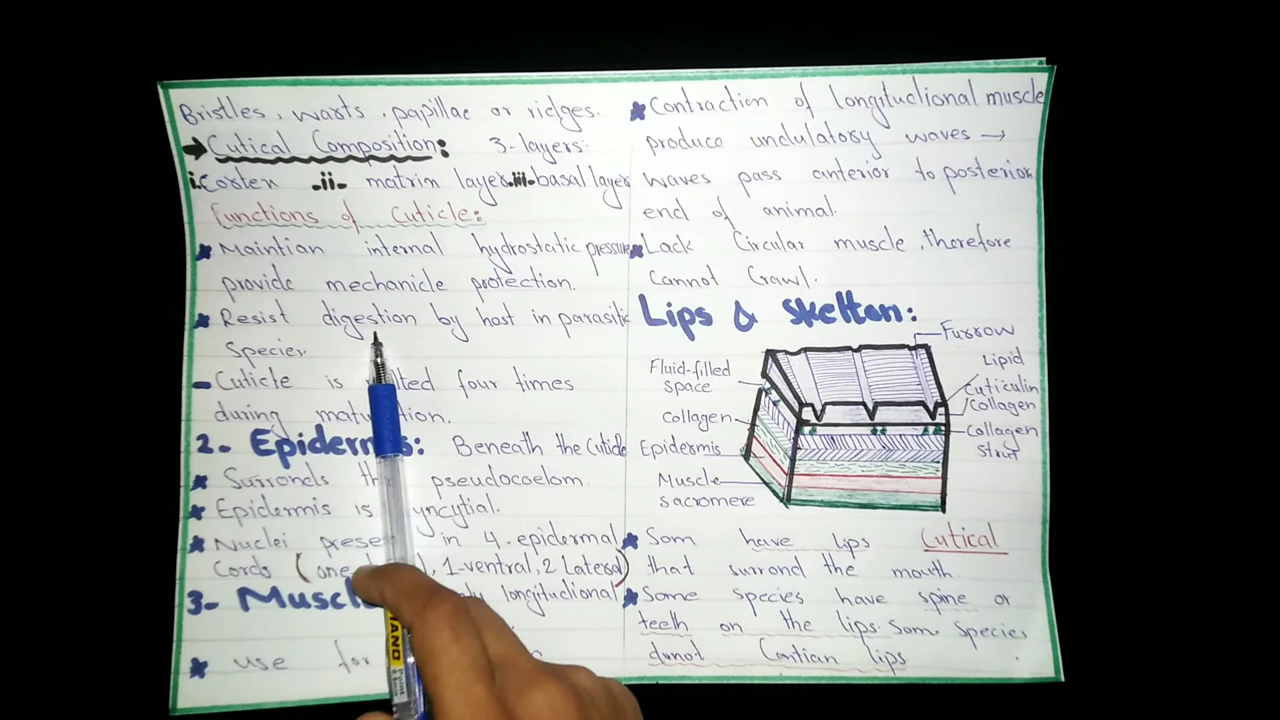 Bristles, warts, papillae or ridges.
Cutical Composition: 3-layers:
i. Cortex .ii- matrix layer .iii- basal layer
Functions of Cuticle:
Maintian internal hydrostatic pressure
provide mechanicle protection.
Resist digestion by host in parasitic
Species.
Cuticle is four times
during
2- Epidermis: Beneath the Cuticle
Surronds pseudocoelom.
Epidermis is
Nuclei in 4-epidermal
Cords (one , 1-ventral, 2 Lateral)
3- longitudional
use for
Contraction of longitudional muscle
produce undulatory waves →
waves pass anterior to posterior
end of animal.
Lack Circular muscle, therefore
Cannot Crawl.
Lips & Skelton:
Furrow
Lipid
Cuticulin
Collagen
Collagen
strut
Fluid-filled
space
Collagen
Epidermis
Muscle
sacromere
Som have lips Cutical
that surrond the mouth.
Some species have spine or
teeth on the lips. Som Species
donot Contian lips
PIANO